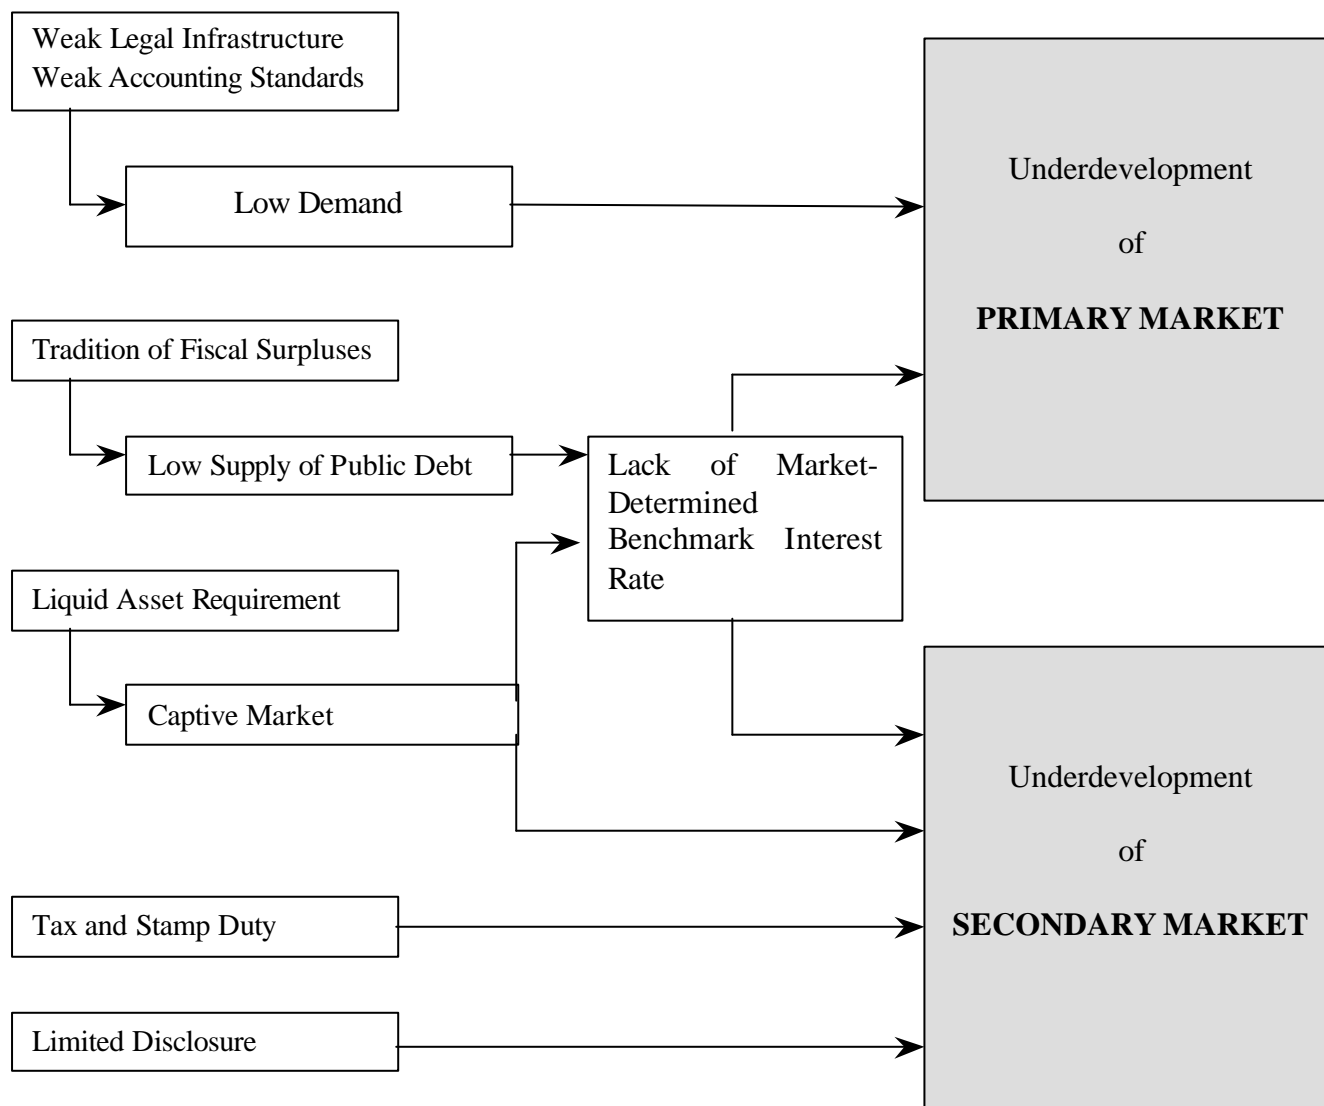 Weak Legal Infrastructure
Weak Accounting Standards
Low Demand
Underdevelopment
of
PRIMARY MARKET
Tradition of Fiscal Surpluses
Low Supply of Public Debt
Lack of Market-
Determined
Benchmark Interest
Rate
Liquid Asset Requirement
Captive Market
Underdevelopment
of
SECONDARY MARKET
Tax and Stamp Duty
Limited Disclosure